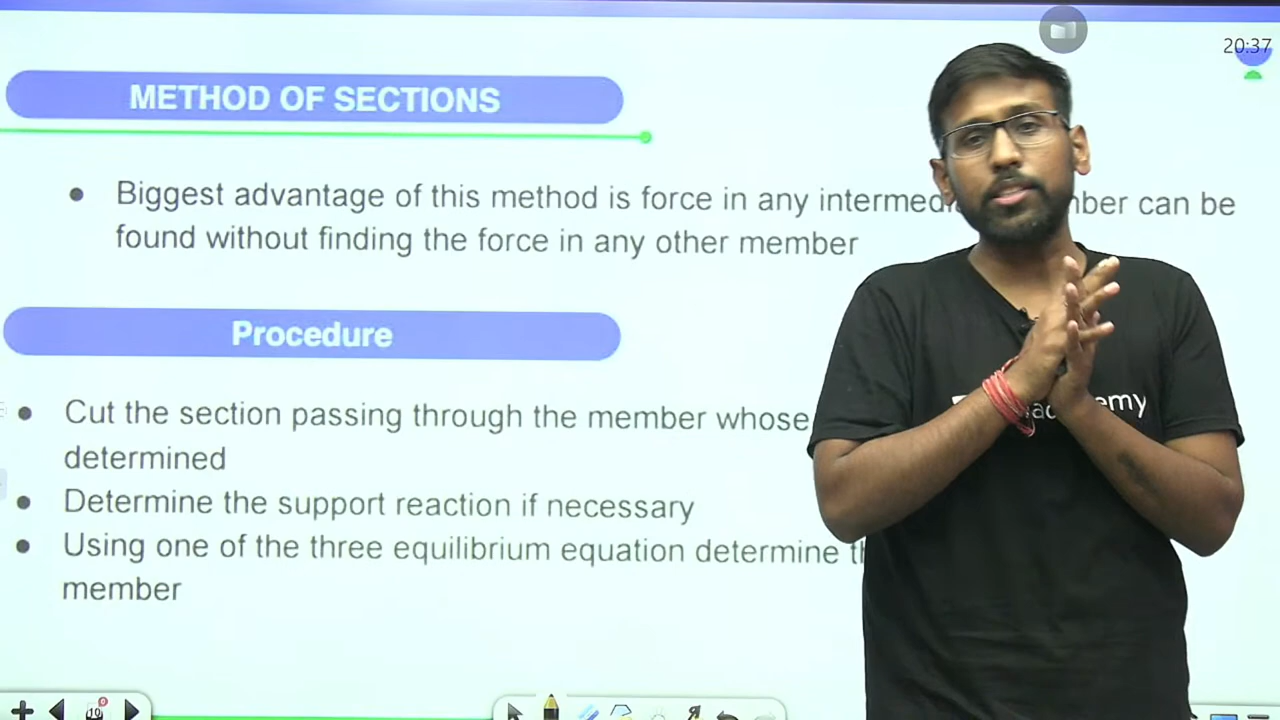 20:37
METHOD OF SECTIONS
Biggest advantage of this method is force in any can be
found without finding the force in any other member
Procedure
Cut the section passing through the member whose
determined
Determine the support reaction if necessary
Using one of the three equilibrium equation determine
member
10